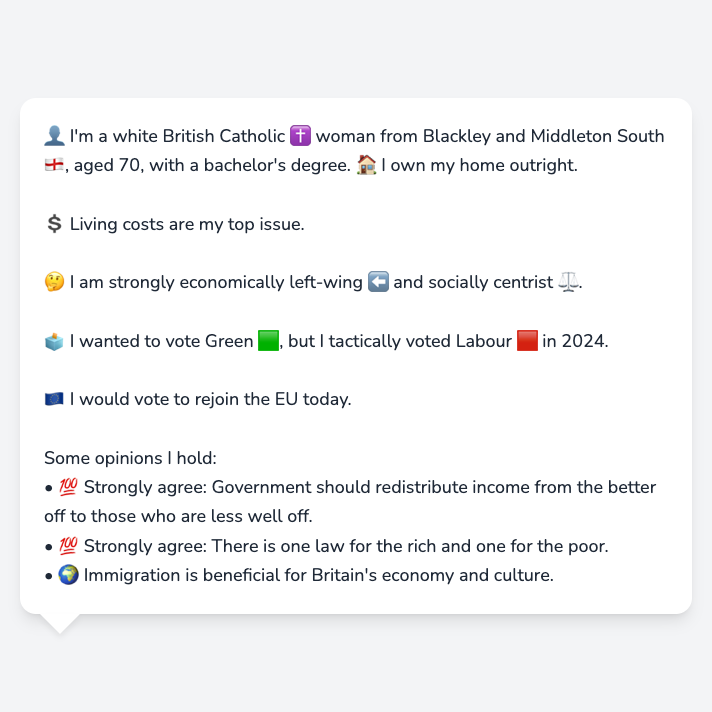 👤 I'm a white British Catholic ✝️ woman from Blackley and Middleton South
🏴󠁧󠁢󠁥󠁮󠁧󠁿, aged 70, with a bachelor's degree. 🏠 I own my home outright.
💲 Living costs are my top issue.
🤔 I am strongly economically left-wing ⬅️ and socially centrist ⚖️.
🗳️ I wanted to vote Green 🟩, but I tactically voted Labour 🟥 in 2024.
🇪🇺 I would vote to rejoin the EU today.
Some opinions I hold:
• 💯 Strongly agree: Government should redistribute income from the better
off to those who are less well off.
• 💯 Strongly agree: There is one law for the rich and one for the poor.
• 🌍 Immigration is beneficial for Britain's economy and culture.